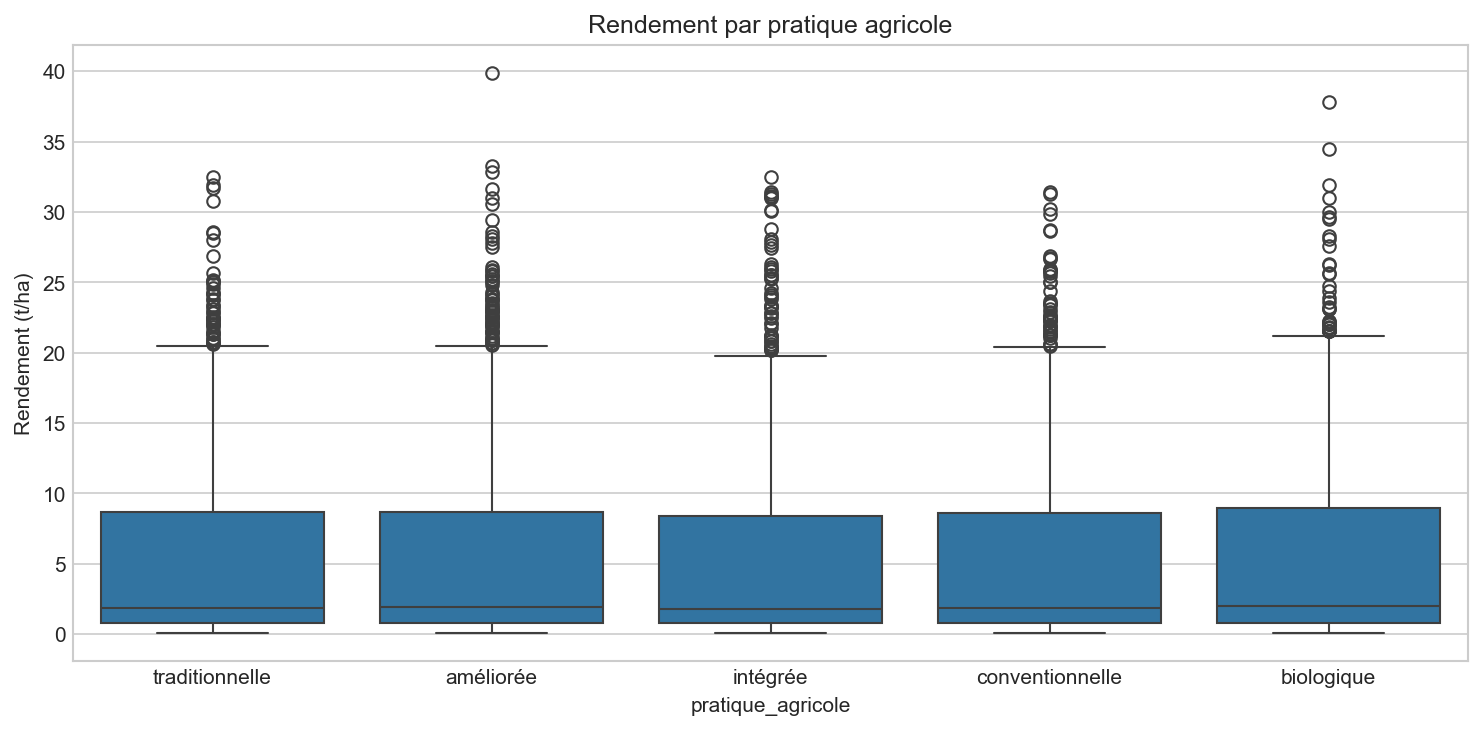 Rendement par pratique agricole
Rendement (t/ha)
40
35
30
25
20
15
10
5
0
traditionnelle
améliorée
intégrée
conventionnelle
biologique
pratique_agricole